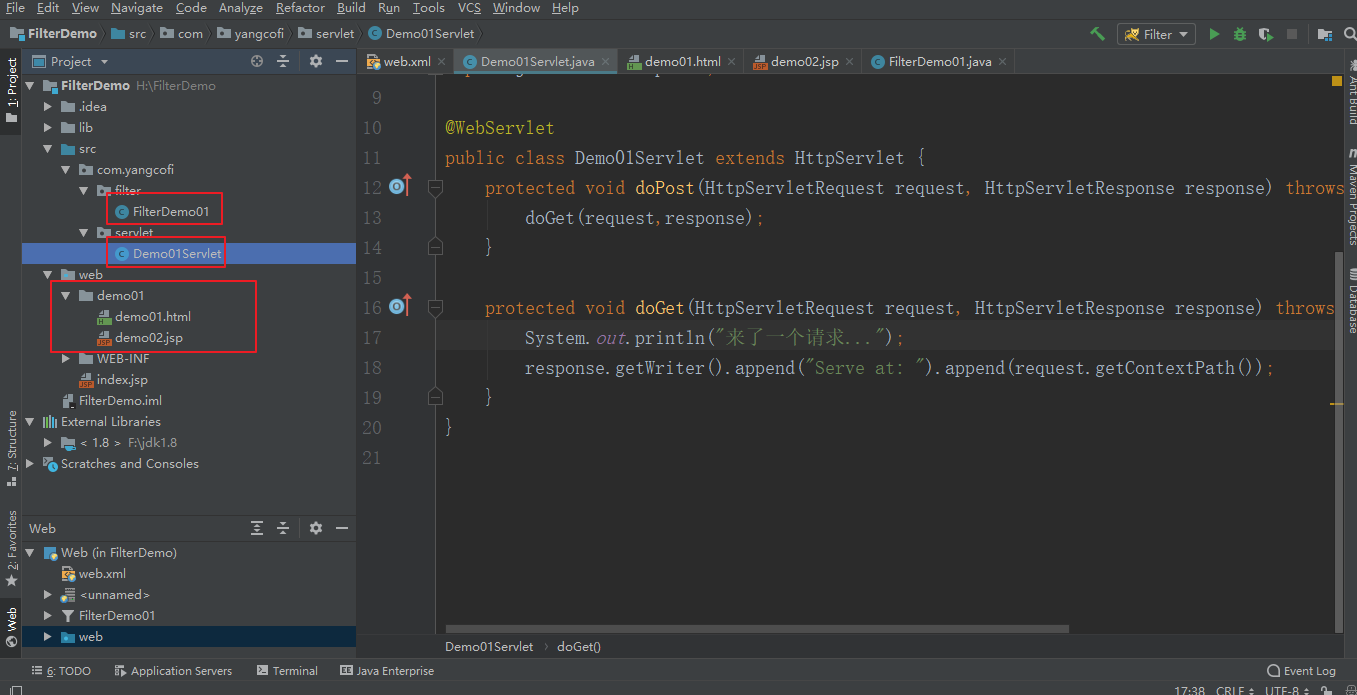 File Edit View Navigate Code Analyze Refactor Build Run Tools VCS Window Help
FilterDemo src com yangcofi servlet Demo01Servlet Filter
1: Project
Project
web.xml Demo01Servlet.java demo01.html demo02.jsp FilterDemo01.java
FilterDemo H:\FilterDemo
.idea
lib
src
com.yangcofi
filter
FilterDemo01
servlet
Demo01Servlet
web
demo01
demo01.html
demo02.jsp
WEB-INF
index.jsp
FilterDemo.iml
External Libraries
< 1.8 > F:\jdk1.8
Scratches and Consoles
9
10 @WebServlet
11 public class Demo01Servlet extends HttpServlet {
12 protected void doPost(HttpServletRequest request, HttpServletResponse response) throws
13 doGet(request,response);
14 }
15
16 protected void doGet(HttpServletRequest request, HttpServletResponse response) throws
17 System.out.println("来了一个请求...");
18 response.getWriter().append("Serve at: ").append(request.getContextPath());
19 }
20 }
21
Ant Build
Maven Projects
Database
7: Structure
2: Favorites
Web
Web
Web (in FilterDemo)
web.xml
<unnamed>
FilterDemo01
web
Demo01Servlet doGet()
6: TODO Application Servers Terminal Java Enterprise Event Log
17:38 CRLF UTF-8